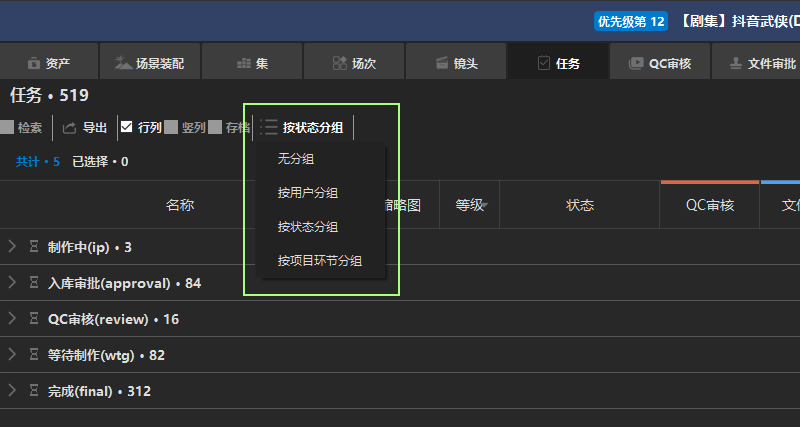 优先级第 12 【剧集】抖音武侠(D
资产 场景装配 集 场次 镜头 任务 QC审核 文件审批
任务 • 519
检索 导出 行列 竖列 存档 按状态分组
共计 • 5 已选择 • 0
无分组
按用户分组
按状态分组
按项目环节分组
名称 缩略图 等级 状态 QC审核 文件
制作中(ip) • 3
入库审批(approval) • 84
QC审核(review) • 16
等待制作(wtg) • 82
完成(final) • 312